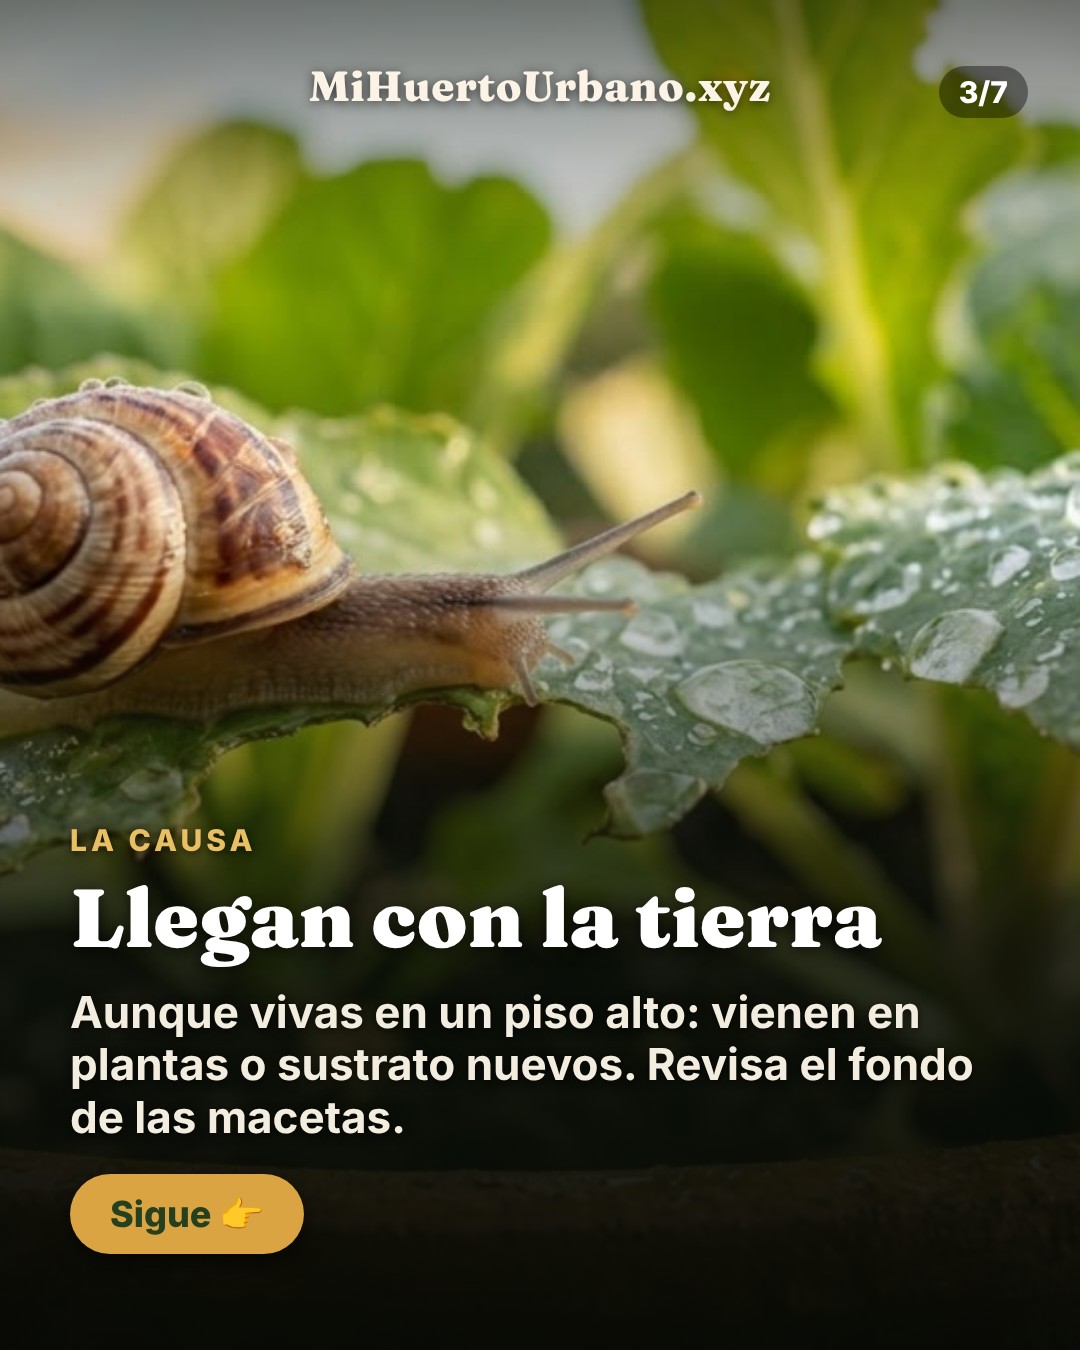 MiHuertoUrbano.xyz
3/7
LA CAUSA
Llegan con la tierra
Aunque vivas en un piso alto: vienen en
plantas o sustrato nuevos. Revisa el fondo
de las macetas.
Sigue 👉